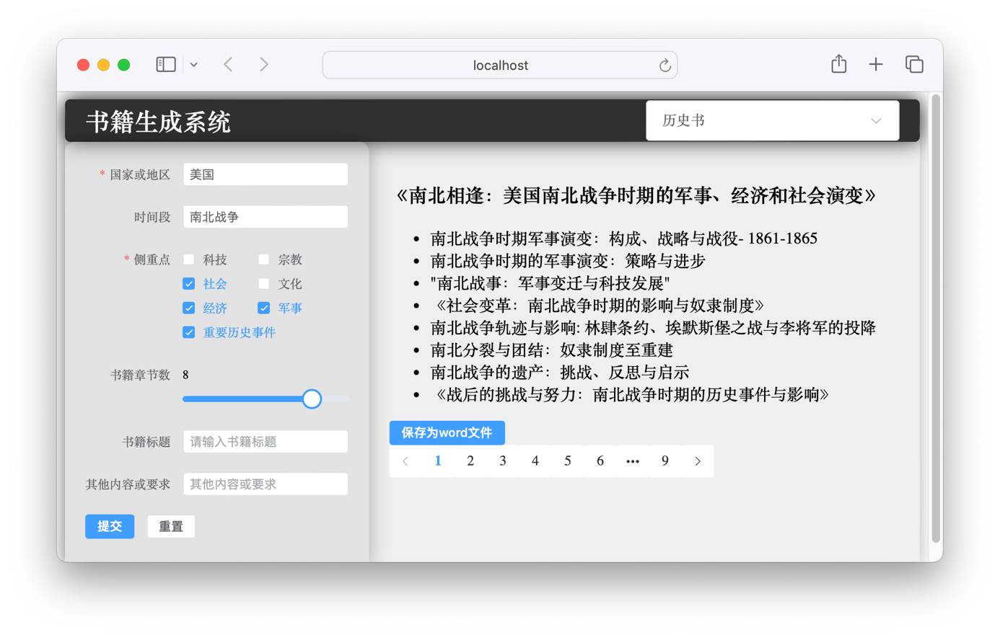 localhost
书籍生成系统
历史书
* 国家或地区 美国
时间段 南北战争
* 侧重点 科技 宗教
社会 文化
经济 军事
重要历史事件
书籍章节数 8
书籍标题 请输入书籍标题
其他内容或要求 其他内容或要求
提交 重置
《南北相逢：美国南北战争时期的军事、经济和社会演变》
• 南北战争时期军事演变：构成、战略与战役- 1861-1865
• 南北战争时期的军事演变：策略与进步
• "南北战事：军事变迁与科技发展"
• 《社会变革：南北战争时期的影响与奴隶制度》
• 南北战争轨迹与影响: 林肆条约、埃默斯堡之战与李将军的投降
• 南北分裂与团结：奴隶制度至重建
• 南北战争的遗产：挑战、反思与启示
• 《战后的挑战与努力：南北战争时期的历史事件与影响》
保存为word文件
1 2 3 4 5 6 ••• 9